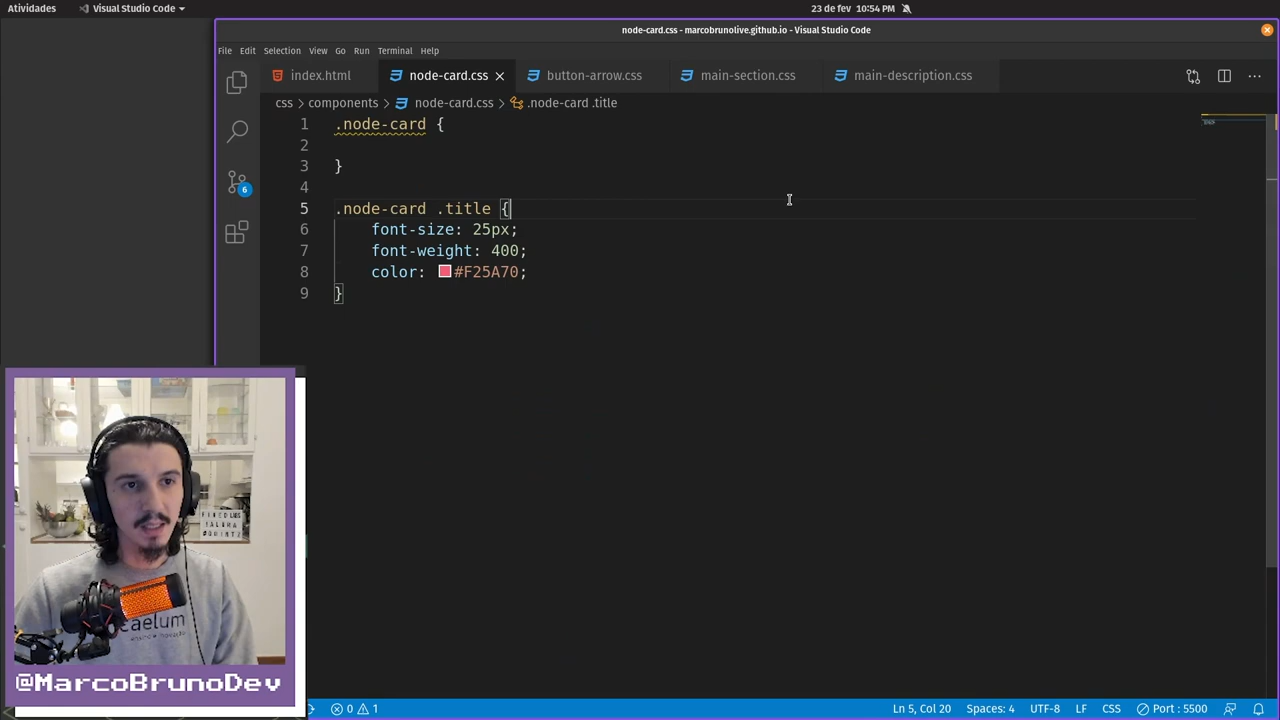 Atividades
Visual Studio Code
23 de fev 10:54 PM
node-card.css - marcobrunolive.github.io - Visual Studio Code
File Edit Selection View Go Run Terminal Help
index.html
node-card.css
button-arrow.css
main-section.css
main-description.css
css > components > node-card.css > .node-card .title
1 .node-card {
2
3 }
4
5 .node-card .title {
6 font-size: 25px;
7 font-weight: 400;
8 color: #F25A70;
9 }
6
caelum
@MarcoBrunoDev
0 1
Ln 5, Col 20 Spaces: 4 UTF-8 LF CSS Port : 5500